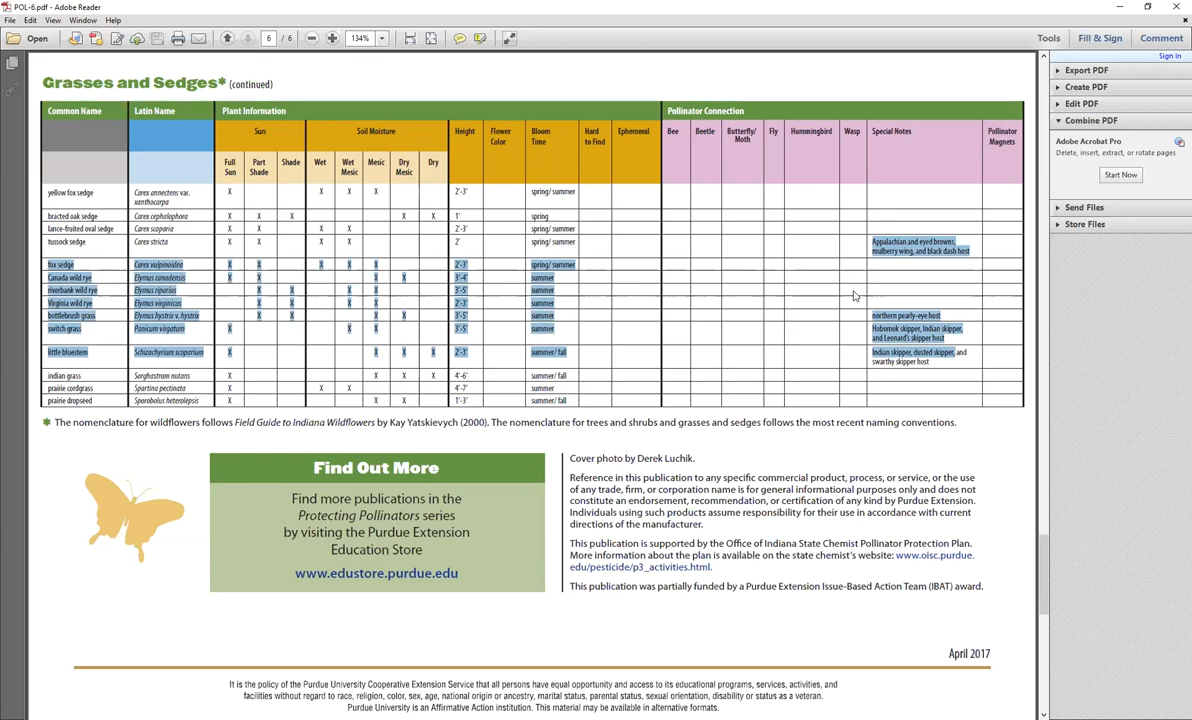 POL-6.pdf - Adobe Reader
File Edit View Window Help
Open 6 / 6 134% Tools Fill & Sign Comment
Sign In
Export PDF
Create PDF
Edit PDF
Combine PDF
Adobe Acrobat Pro
Delete, insert, extract, or rotate pages
Start Now
Send Files
Store Files
Grasses and Sedges* (continued)
Common Name Latin Name Plant Information Pollinator Connection
Sun Soil Moisture Height Flower Color Bloom Time Hard to Find Ephemeral Bee Beetle Butterfly/ Moth Fly Hummingbird Wasp Special Notes Pollinator Magnets
Full Sun Part Shade Shade Wet Wet Mesic Mesic Dry Mesic Dry
yellow fox sedge Carex annectens var. xanthocarpa X X X X 2'-3' spring/ summer
bracted oak sedge Carex cephalophora X X X X X 1' spring
lance-fruited oval sedge Carex scoparia X X X X 2'-3' spring/ summer
tussock sedge Carex stricta X X X X 2' spring/ summer Appalachian and eyed browns, mulberry wing, and black dash host
fox sedge Carex vulpinoidea X X X X X 2'-3' spring/ summer
Canada wild rye Elymus canadensis X X X X 3'-4' summer
riverbank wild rye Elymus riparius X X X X 3'-5' summer
Virginia wild rye Elymus virginicus X X X X 2'-3' summer
bottlebrush grass Elymus hystrix v. hystrix X X X X 3'-5' summer northern pearly-eye host
switch grass Panicum virgatum X X X 3'-5' summer Hobomok skipper, Indian skipper, and Leonard's skipper host
little bluestem Schizachyrium scoparium X X X X 2'-3' summer/ fall Indian skipper, dusted skipper, and swarthy skipper host
indian grass Sorghastrum nutans X X X X 4'-6' summer/ fall
prairie cordgrass Spartina pectinata X X X 4'-7' summer
prairie dropseed Sporobolus heterolepis X X X 1'-3' summer/ fall
* The nomenclature for wildflowers follows Field Guide to Indiana Wildflowers by Kay Yatskievych (2000). The nomenclature for trees and shrubs and grasses and sedges follows the most recent naming conventions.
Find Out More
Find more publications in the
Protecting Pollinators series
by visiting the Purdue Extension
Education Store
www.edustore.purdue.edu
Cover photo by Derek Luchik.
Reference in this publication to any specific commercial product, process, or service, or the use
of any trade, firm, or corporation name is for general informational purposes only and does not
constitute an endorsement, recommendation, or certification of any kind by Purdue Extension.
Individuals using such products assume responsibility for their use in accordance with current
directions of the manufacturer.
This publication is supported by the Office of Indiana State Chemist Pollinator Protection Plan.
More information about the plan is available on the state chemist's website: www.oisc.purdue.
edu/pesticide/p3_activities.html.
This publication was partially funded by a Purdue Extension Issue-Based Action Team (IBAT) award.
April 2017
It is the policy of the Purdue University Cooperative Extension Service that all persons have equal opportunity and access to its educational programs, services, activities, and
facilities without regard to race, religion, color, sex, age, national origin or ancestry, marital status, parental status, sexual orientation, disability or status as a veteran.
Purdue University is an Affirmative Action institution. This material may be available in alternative formats.